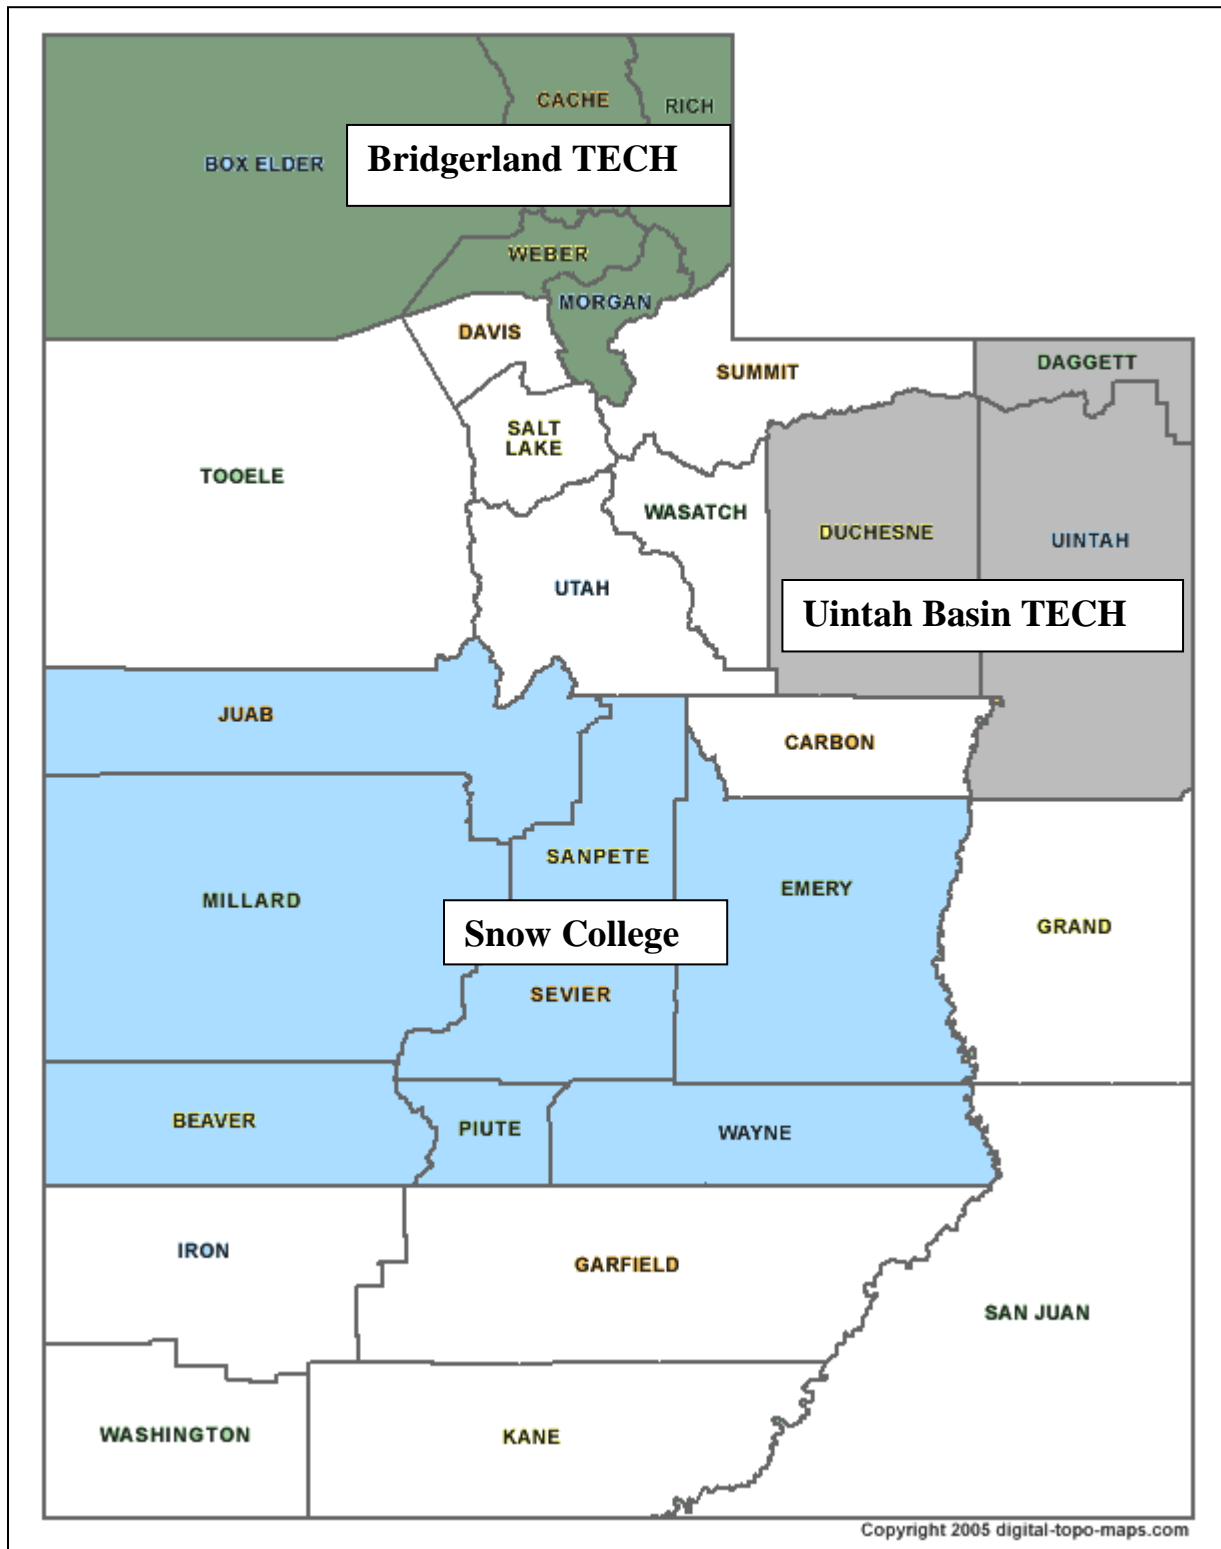 CACHE
RICH
BOX ELDER
Bridgerland TECH
WEBER
MORGAN
DAVIS
SUMMIT
DAGGETT
SALT
LAKE
TOOELE
WASATCH
DUCHESNE
UINTAH
UTAH
Uintah Basin TECH
JUAB
CARBON
SANPETE
EMERY
MILLARD
GRAND
Snow College
SEVIER
BEAVER
PIUTE
WAYNE
IRON
GARFIELD
SAN JUAN
WASHINGTON
KANE
Copyright 2005 digital-topo-maps.com